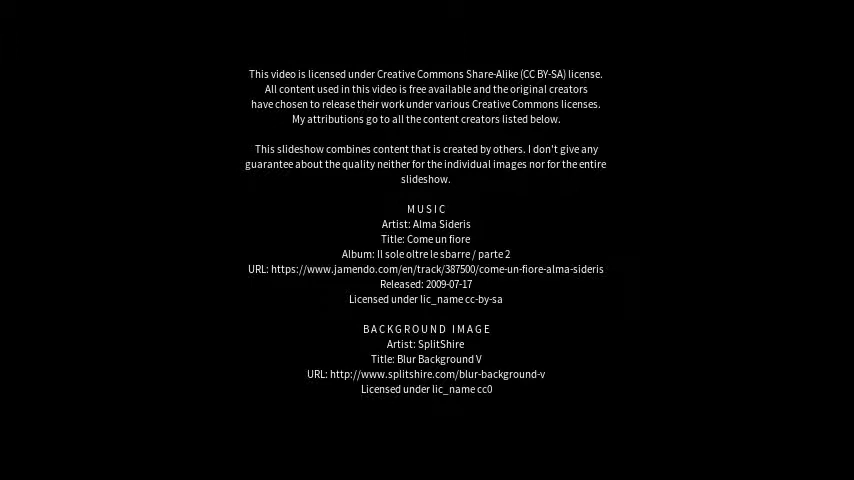 This video is licensed under Creative Commons Share-Alike (CC BY-SA) license.
All content used in this video is free available and the original creators
have chosen to release their work under various Creative Commons licenses.
My attributions go to all the content creators listed below.
This slideshow combines content that is created by others. I don't give any
guarantee about the quality neither for the individual images nor for the entire
slideshow.
MUSIC
Artist: Alma Sideris
Title: Come un fiore
Album: Il sole oltre le sbarre / parte 2
URL: https://www.jamendo.com/en/track/387500/come-un-fiore-alma-sideris
Released: 2009-07-17
Licensed under lic_name cc-by-sa
BACKGROUND IMAGE
Artist: SplitShire
Title: Blur Background V
URL: http://www.splitshire.com/blur-background-v
Licensed under lic_name cc0